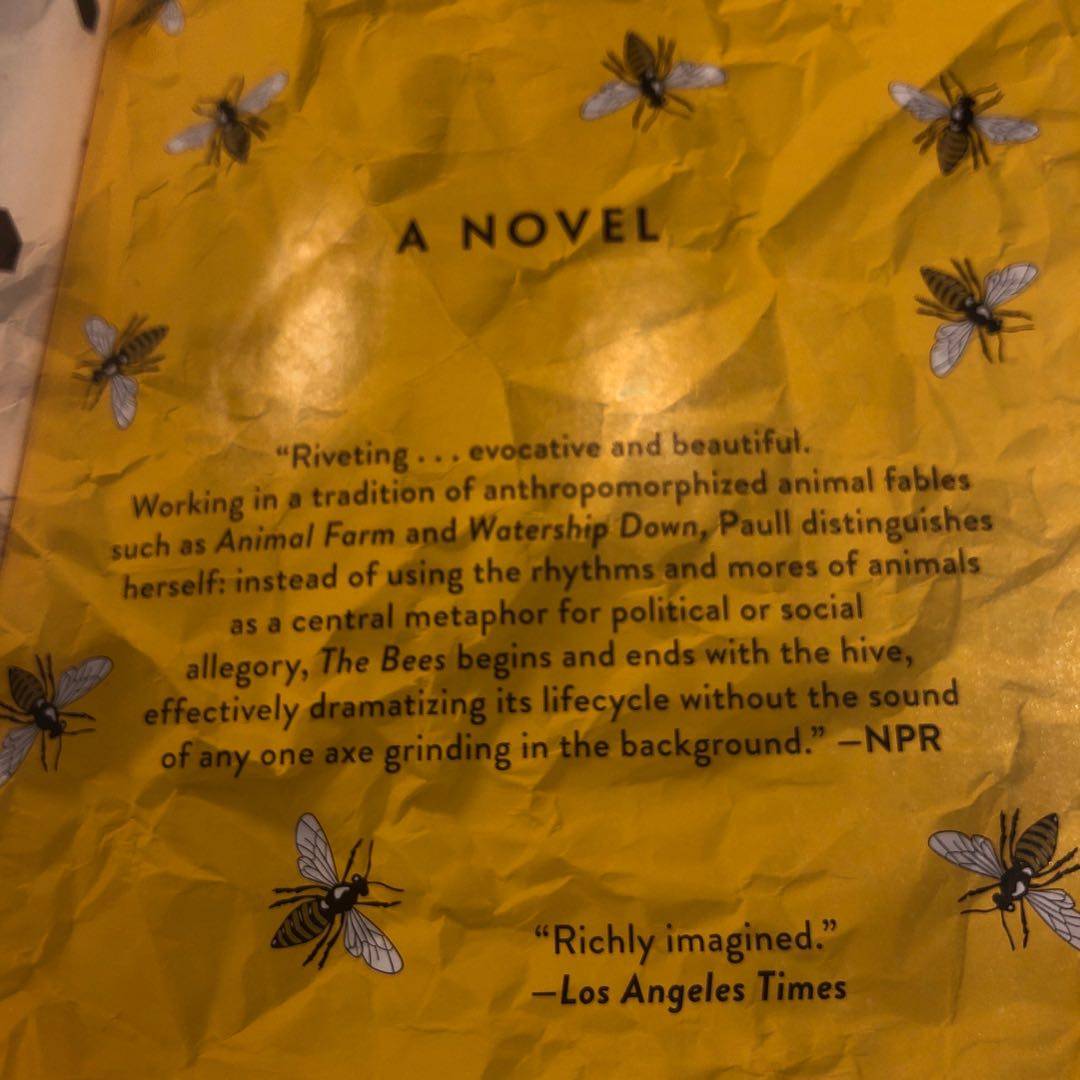 A NOVEL
“Riveting . . . evocative and beautiful.
Working in a tradition of anthropomorphized animal fables
such as Animal Farm and Watership Down, Paull distinguishes
herself: instead of using the rhythms and mores of animals
as a central metaphor for political or social
allegory, The Bees begins and ends with the hive,
effectively dramatizing its lifecycle without the sound
of any one axe grinding in the background.” —NPR
“Richly imagined.”
—Los Angeles Times